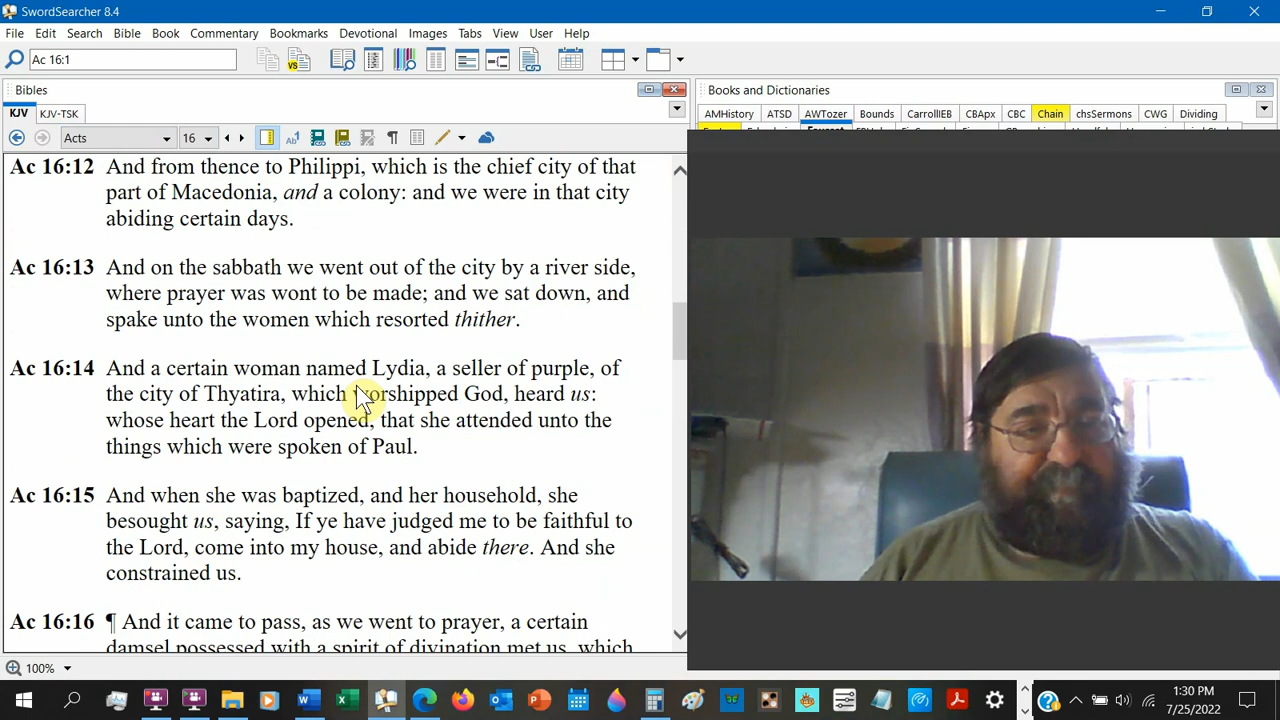 SwordSearcher 8.4
File Edit Search Bible Book Commentary Bookmarks Devotional Images Tabs View User Help
Ac 16:1
VS
Bibles
Books and Dictionaries
KJV KJV-TSK
AMHistory ATSD AWTozer Bounds CarrollEB CBApx CBC Chain chsSermons CWG Dividing
Acts 16
Ac 16:12 And from thence to Philippi, which is the chief city of that
part of Macedonia, and a colony: and we were in that city
abiding certain days.
Ac 16:13 And on the sabbath we went out of the city by a river side,
where prayer was wont to be made; and we sat down, and
spake unto the women which resorted thither.
Ac 16:14 And a certain woman named Lydia, a seller of purple, of
the city of Thyatira, which worshipped God, heard us:
whose heart the Lord opened, that she attended unto the
things which were spoken of Paul.
Ac 16:15 And when she was baptized, and her household, she
besought us, saying, If ye have judged me to be faithful to
the Lord, come into my house, and abide there. And she
constrained us.
Ac 16:16 ¶ And it came to pass, as we went to prayer, a certain
damsel possessed with a spirit of divination met us, which
100%
1:30 PM
7/25/2022